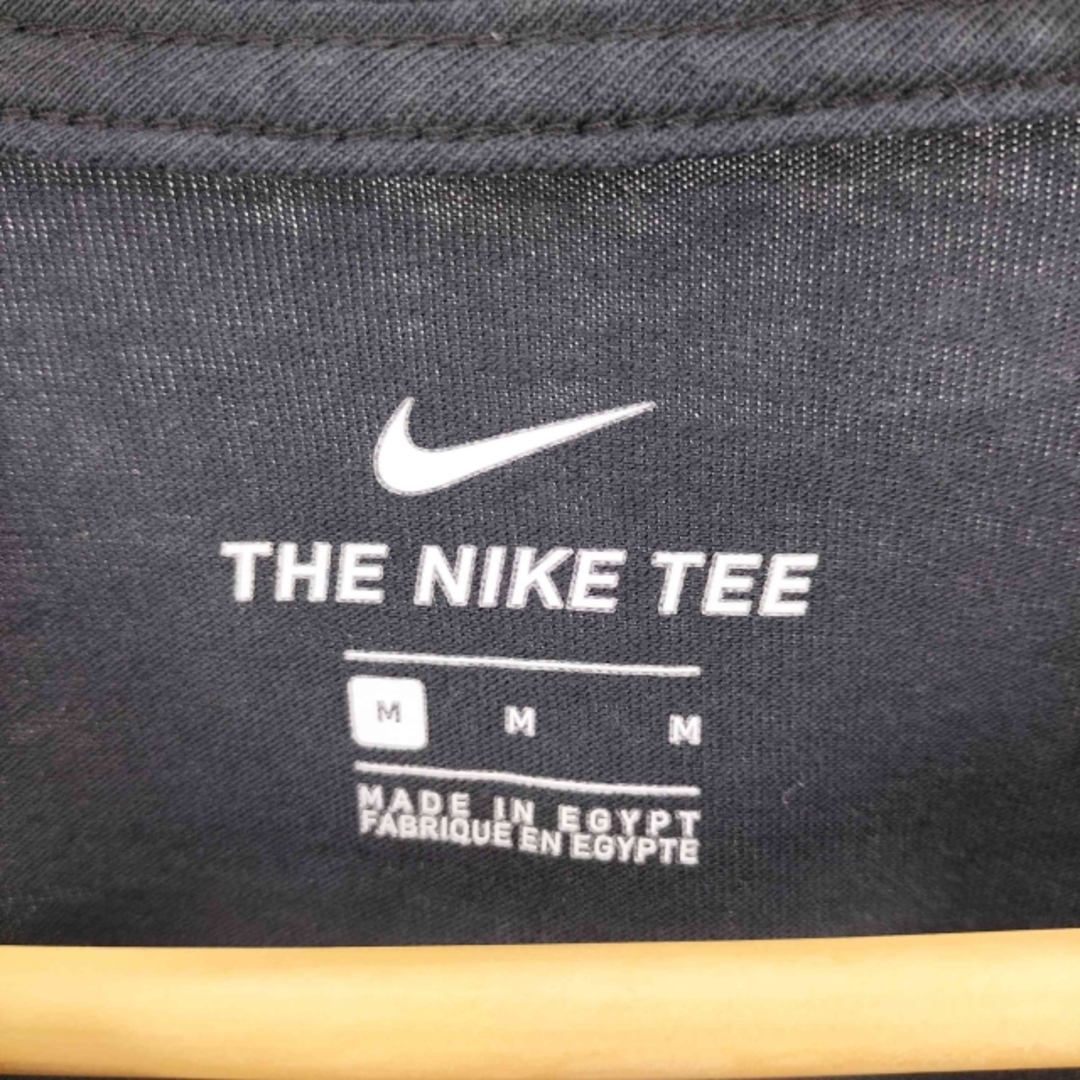 THE NIKE TEE
M M M
MADE IN EGYPT
FABRIQUE EN EGYPTE